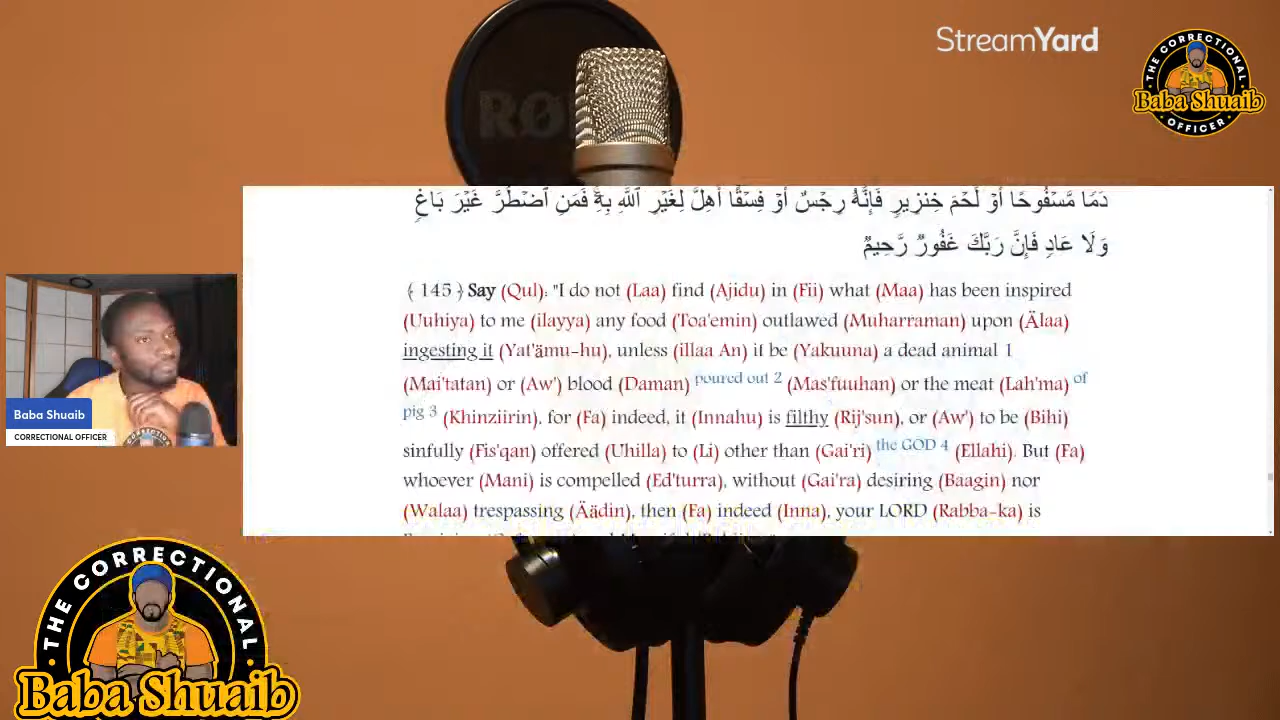 StreamYard
THE CORRECTIONAL
Baba Shuaib
OFFICER
RØ
دَمًا مَّسْفُوحًا أَوْ لَحْمَ خِنزِيرٍ فَإِنَّهُۥ رِجْسٌ أَوْ فِسْقًا أُهِلَّ لِغَيْرِ ٱللَّهِ بِهِۦۚ فَمَنِ ٱضْطُرَّ غَيْرَ بَاغٍ
وَلَا عَادٍ فَإِنَّ رَبَّكَ غَفُورٌ رَّحِيمٌ
﴾ 145 ﴿ Say (Qul): "I do not (Laa) find (Ajidu) in (Fii) what (Maa) has been inspired
(Uuhiya) to me (ilayya) any food (Toa'emin) outlawed (Muharraman) upon (Älaa)
ingesting it (Yat'ämu-hu), unless (illaa An) it be (Yakuuna) a dead animal 1
(Mai'tatan) or (Aw') blood (Daman) poured out 2 (Mas'fuuhan) or the meat (Lah'ma) of
pig 3 (Khinziirin), for (Fa) indeed, it (Innahu) is filthy (Rij'sun), or (Aw') to be (Bihi)
sinfully (Fis'qan) offered (Uhilla) to (Li) other than (Gai'ri) the GOD 4 (Ellahi). But (Fa)
whoever (Mani) is compelled (Ed'turra), without (Gai'ra) desiring (Baagin) nor
(Walaa) trespassing (Äädin), then (Fa) indeed (Inna), your LORD (Rabba-ka) is
Baba Shuaib
CORRECTIONAL OFFICER
THE CORRECTIONAL
Baba Shuaib